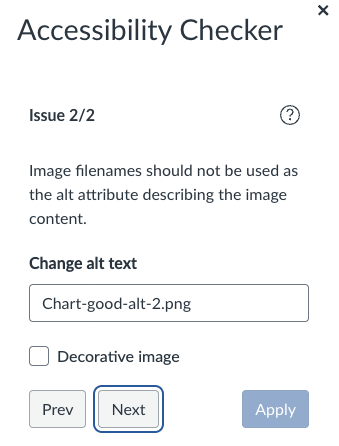 ×
Accessibility Checker
Issue 2/2
?
Image filenames should not be used as
the alt attribute describing the image
content.
Change alt text
Chart-good-alt-2.png
Decorative image
Prev
Next
Apply